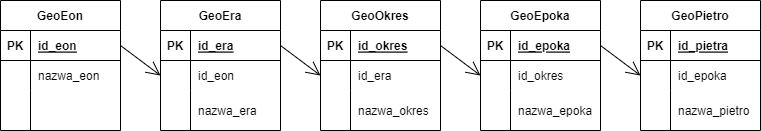 GeoEon
PK id_eon
nazwa_eon
GeoEra
PK id_era
id_eon
nazwa_era
GeoOkres
PK id_okres
id_era
nazwa_okres
GeoEpoka
PK id_epoka
id_okres
nazwa_epoka
GeoPietro
PK id_pietra
id_epoka
nazwa_pietro